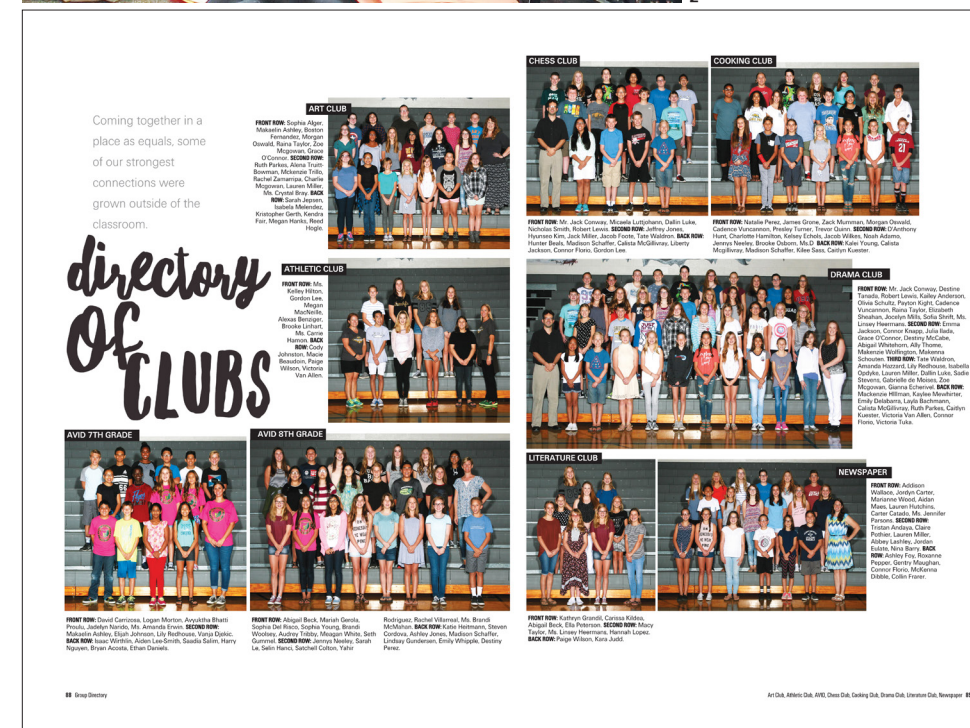 Coming together in a
place as equals, some
of our strongest
connections were
grown outside of the
classroom.
directory
OF
CLUBS
ART CLUB
FRONT ROW: Sophia Alger,
Makaelin Ashley, Boston
Fernandez, Morgan
Oswald, Raina Taylor, Zoe
Mcgowan, Grace
O'Connor. SECOND ROW:
Ruth Parkes, Alena Truitt-
Bowman, Mckenzie Trillo,
Rachel Zamarripa, Charlie
Mcgowan, Lauren Miller,
Ms. Crystal Bray. BACK
ROW: Sarah Jepsen,
Isabela Melendez,
Kristopher Gerth, Kendra
Fair, Megan Hanks, Reed
Hogle.
ATHLETIC CLUB
FRONT ROW: Ms.
Kelley Hilton,
Gordon Lee,
Megan
MacNeille,
Alexas Benziger,
Brooke Linhart,
Ms. Carrie
Hamon. BACK
ROW: Cody
Johnston, Macie
Beaudoin, Paige
Wilson, Victoria
Van Allen.
AVID 7TH GRADE
FRONT ROW: David Carrizosa, Logan Morton, Avyuktha Bhatti
Proulu, Jadelyn Narido, Ms. Amanda Erwin. SECOND ROW:
Makaelin Ashley, Elijah Johnson, Lily Redhouse, Vanja Djekic.
BACK ROW: Isaac Wirthlin, Aiden Lee-Smith, Saadia Salim, Harry
Nguyen, Bryan Acosta, Ethan Daniels.
AVID 8TH GRADE
FRONT ROW: Abigail Beck, Mariah Gerola,
Sophia Del Risco, Sophia Young, Brandi
Wootsey, Audrey Tribby, Meagan White, Seth
Gummel. SECOND ROW: Jennys Neeley, Sarah
Le, Selin Hanci, Satchell Colton, Yahir
Rodriguez, Rachel Villarreal, Ms. Brandi
McMahan. BACK ROW: Katie Heitmann, Steven
Cordova, Ashley Jones, Madison Schaffer,
Lindsay Gundersen, Emily Whipple, Destiny
Perez.
CHESS CLUB
FRONT ROW: Mr. Jack Conway, Micaela Luttjohann, Dallin Luke,
Nicholas Smith, Robert Lewis. SECOND ROW: Jeffrey Jones,
Hyunseo Kim, Jack Miller, Jacob Foote, Tate Waldron. BACK ROW:
Hunter Beals, Madison Schaffer, Calista McGillivray, Liberty
Jackson, Connor Florio, Gordon Lee.
COOKING CLUB
21
FRONT ROW: Natalie Perez, James Grone, Zack Mumman, Morgan Oswald,
Cadence Vuncannon, Presley Turner, Trevor Quinn. SECOND ROW: D'Anthony
Hunt, Charlotte Hamilton, Kelsey Echols, Jacob Wilkes, Noah Adams,
Jennys Neeley, Brooke Osborn, Ms.D BACK ROW: Kalei Young, Calista
Mcgillivray, Madison Schaffer, Kilee Sass, Caitlyn Kuester.
DRAMA CLUB
FRONT ROW: Mr. Jack Conway, Destine
Tanada, Robert Lewis, Kailey Anderson,
Olivia Schultz, Payton Kight, Cadence
Vuncannon, Raina Taylor, Elizabeth
Sheahan, Jocelyn Mills, Sofia Shrift, Ms.
Linsey Heermans. SECOND ROW: Emma
Jackson, Connor Knapp, Julia Ilada,
Grace O'Connor, Destiny McCabe,
Abigail Whitehorn, Ally Thome,
Makenzie Wolfington, Makenna
Schouten. THIRD ROW: Tate Waldron,
Amanda Hazzard, Lily Redhouse, Isabella
Opdyke, Lauren Miller, Dallin Luke, Sadie
Stevens, Gabrielle de Moises, Zoe
Mcgowan, Gianna Echerivel. BACK ROW:
Mackenzie HIllman, Kaylee Mewhirter,
Emily Delabarra, Layla Bachmann,
Calista McGillivray, Ruth Parkes, Caitlyn
Kuester, Victoria Van Allen, Connor
Florio, Victoria Tuka.
LITERATURE CLUB
FRONT ROW: Kathryn Grandil, Carissa Kildea,
Abigail Beck, Ella Peterson. SECOND ROW: Macy
Taylor, Ms. Linsey Heermans, Hannah Lopez.
BACK ROW: Paige Wilson, Kara Judd.
NEWSPAPER
FRONT ROW: Addison
Wallace, Jordyn Carter,
Marianne Wood, Aidan
Maes, Lauren Hutchins,
Carter Catado, Ms. Jennifer
Parsons. SECOND ROW:
Tristan Andaya, Claire
Pothier, Lauren Miller,
Abbey Lashley, Jordan
Eulate, Nina Barry. BACK
ROW: Ashley Foy, Roxanne
Pepper, Gentry Maughan,
Connor Florio, McKenna
Dibble, Collin Frarer.
88 Group Directory
Art Club, Athletic Club, AVID, Chess Club, Cooking Club, Drama Club, Literature Club, Newspaper